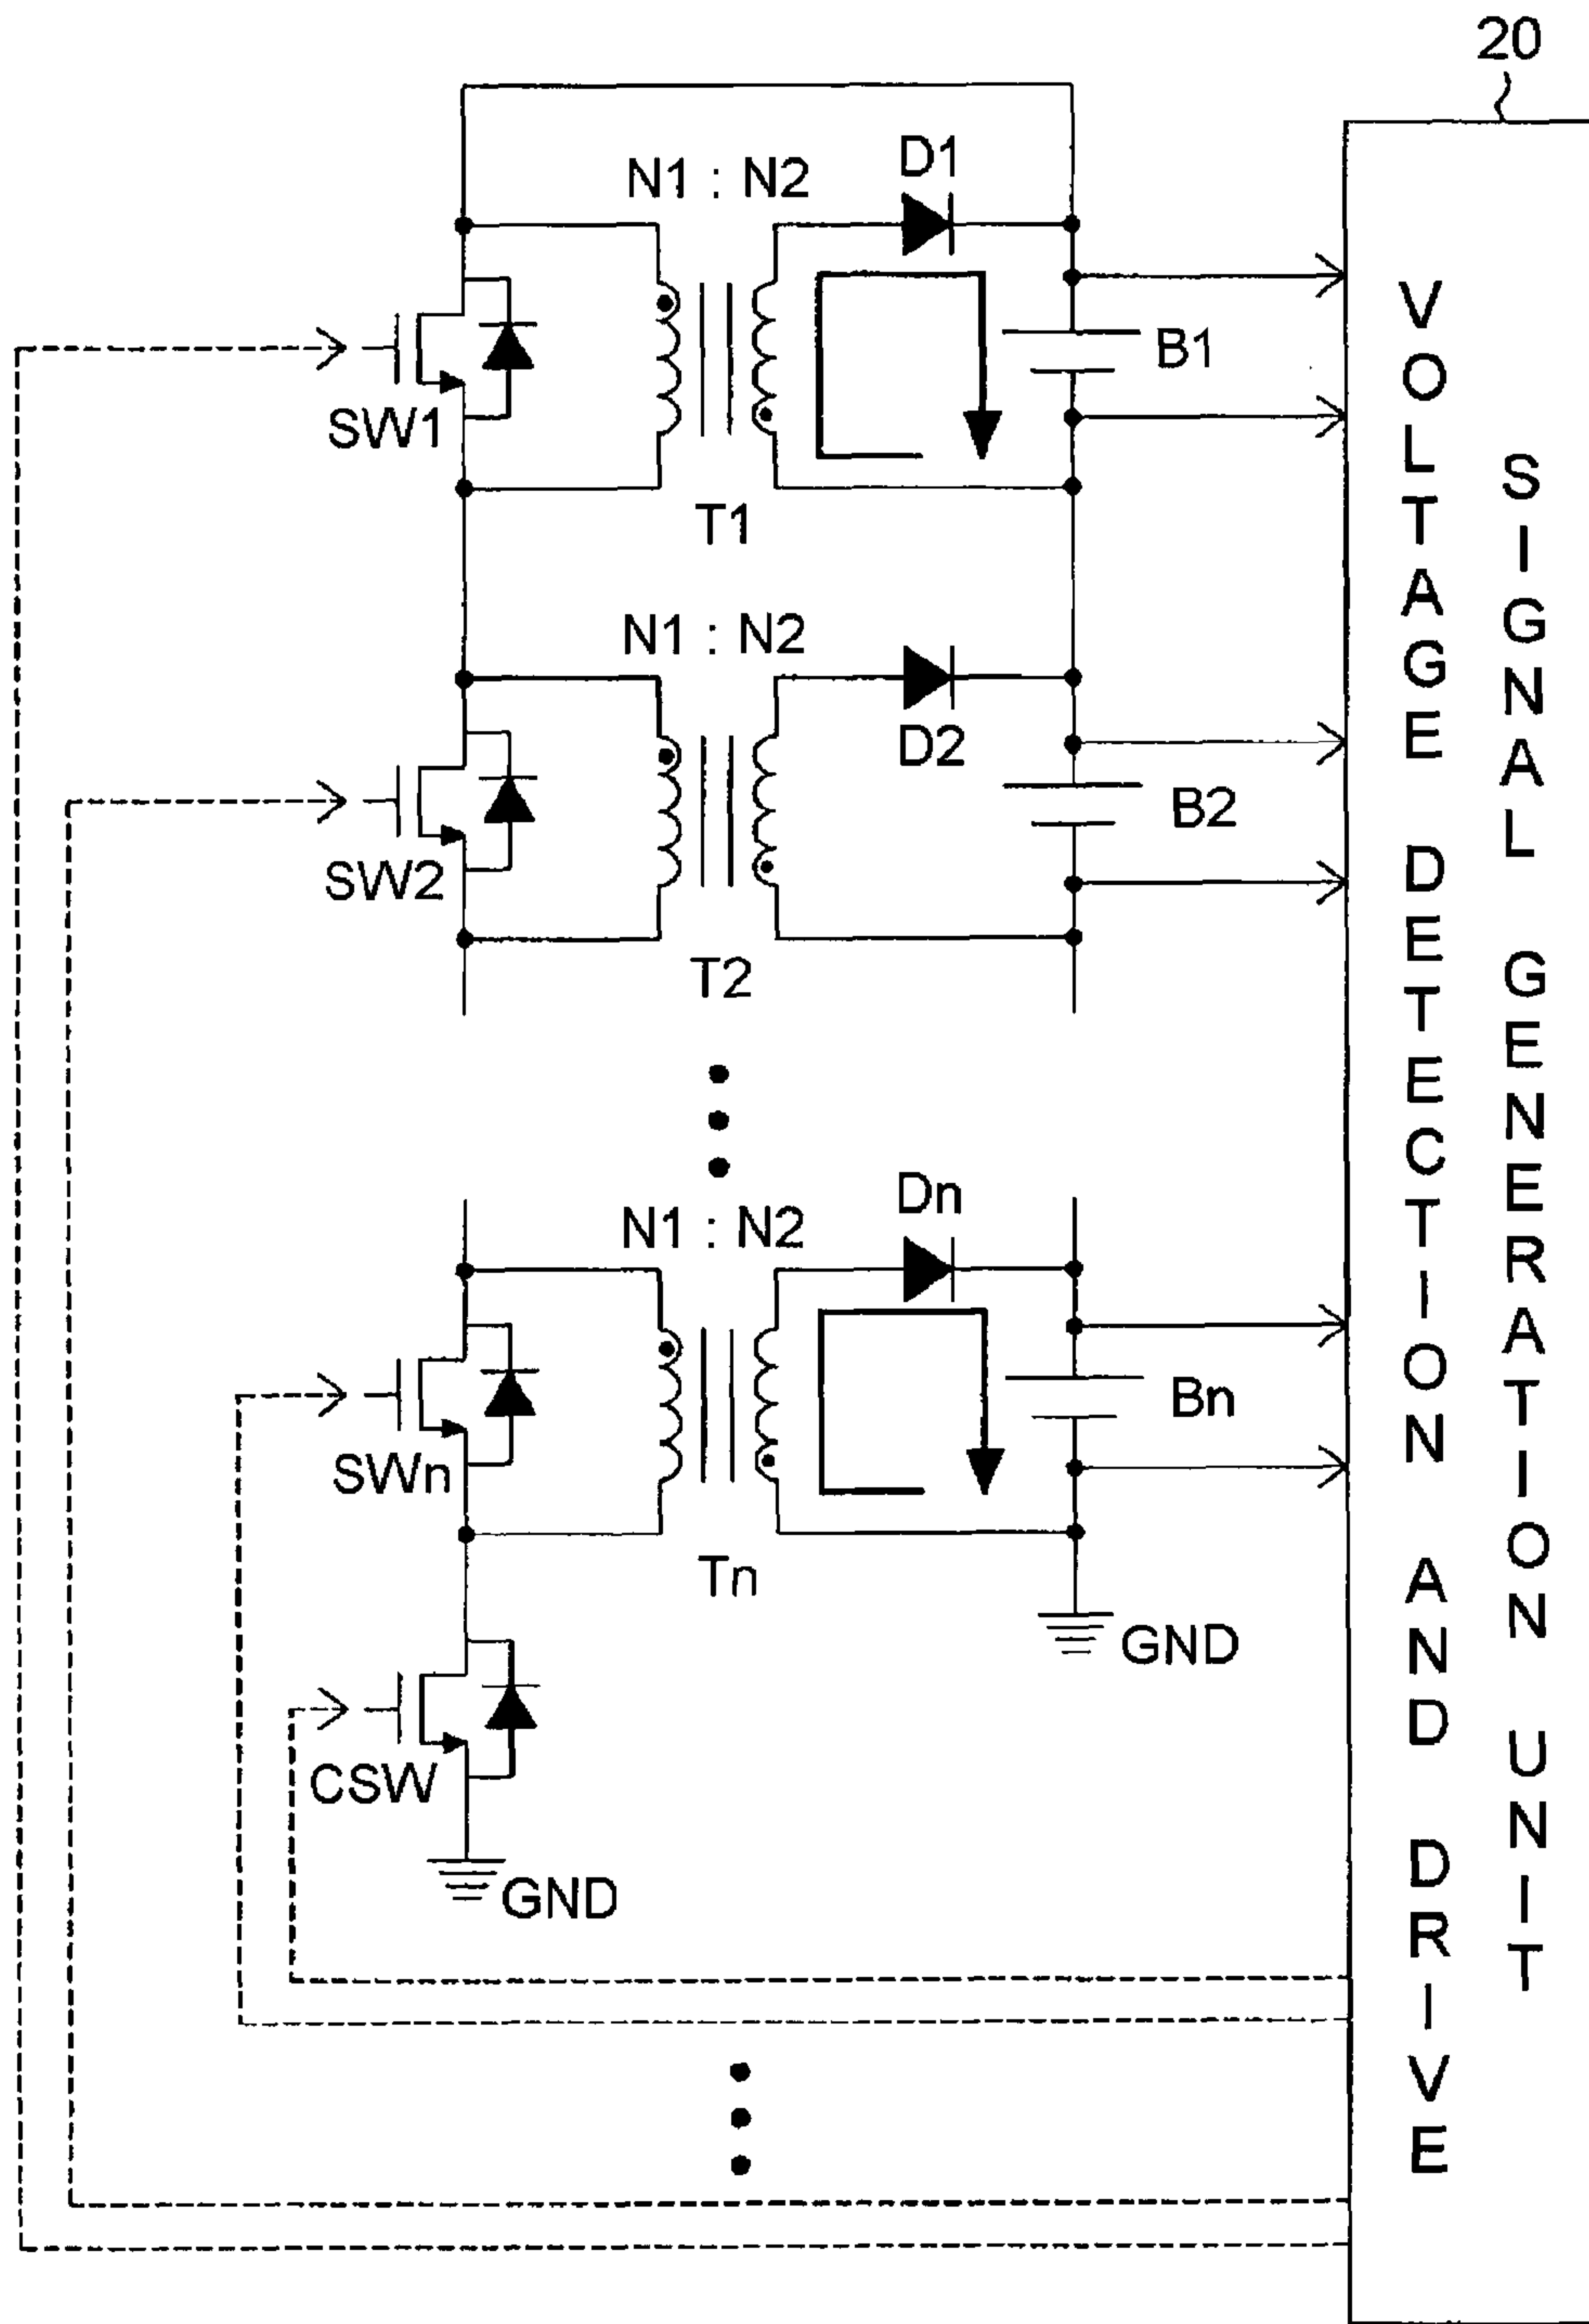 20
N1 : N2
D1
B1
SW1
T1
N1 : N2
D2
B2
SW2
T2
N1 : N2
Dn
Bn
SWn
Tn
GND
CSW
GND
VOLTAGE DETECTION AND DRIVE
SIGNAL GENERATION UNIT